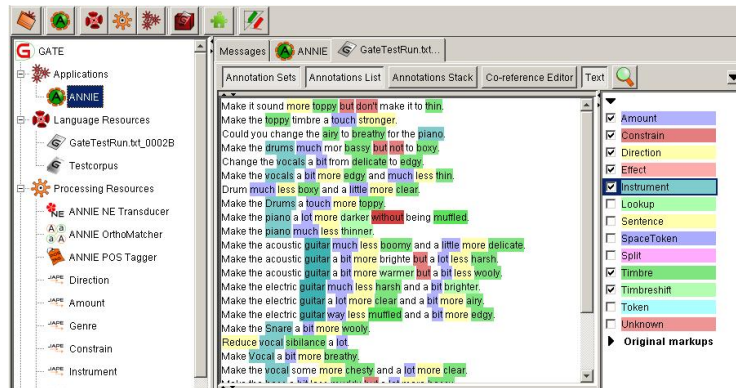 GATE
Applications
ANNIE
Language Resources
GateTestRun.txt_0002B
Testcorpus
Processing Resources
NE ANNIE NE Transducer
Aa aA ANNIE OrthoMatcher
ANNIE POS Tagger
JAPE Direction
JAPE Amount
JAPE Genre
JAPE Constrain
JAPE Instrument
Messages ANNIE GateTestRun.txt...
Annotation Sets Annotations List Annotations Stack Co-reference Editor Text
Make it sound more toppy but don't make it to thin.
Make the toppy timbre a touch stronger.
Could you change the airy to breathy for the piano.
Make the drums much mor bassy but not to boxy.
Change the vocals a bit from delicate to edgy.
Make the vocals a bit more edgy and much less thin.
Drum much less boxy and a little more clear.
Make the Drums a touch more toppy.
Make the piano a lot more darker without being muffled.
Make the piano much less thinner.
Make the acoustic guitar much less boomy and a little more delicate.
Make the acoustic guitar a bit more brighte but a lot less harsh.
Make the acoustic guitar a bit more warmer but a bit less wooly.
Make the electric guitar much less harsh and a bit brighter.
Make the electric guitar a lot more clear and a bit more airy.
Make the electric guitar way less muffled and a bit more edgy.
Make the Snare a bit more wooly.
Reduce vocal sibilance a lot.
Make Vocal a bit more breathy.
Make the vocal some more chesty and a lot more clear.
Amount
Constrain
Direction
Effect
Instrument
Lookup
Sentence
SpaceToken
Split
Timbre
Timbreshift
Token
Unknown
Original markups